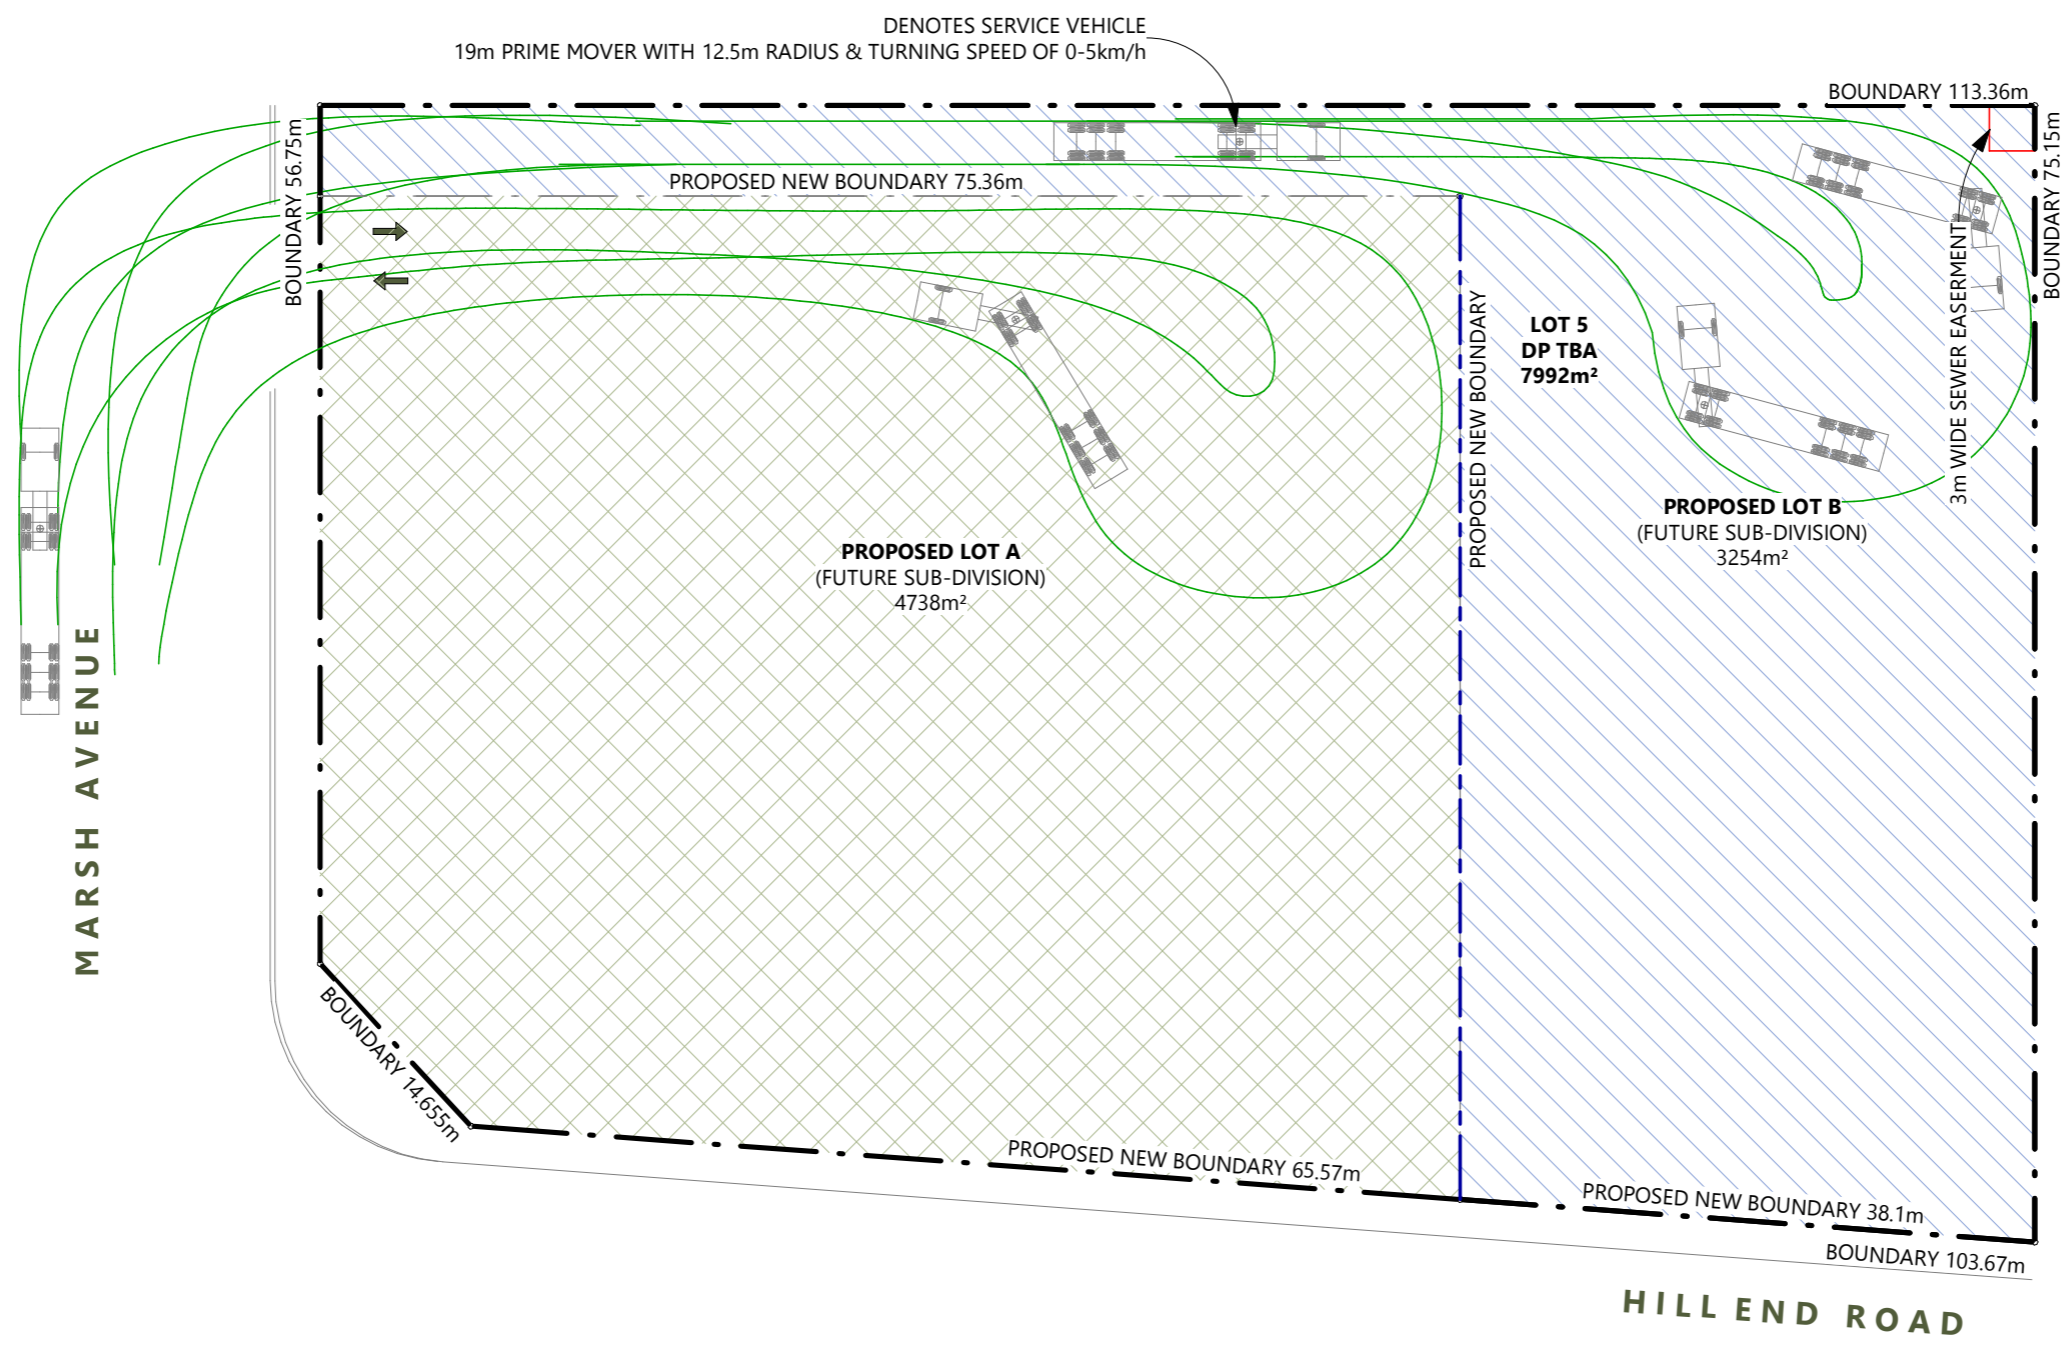 DENOTES SERVICE VEHICLE
19m PRIME MOVER WITH 12.5m RADIUS & TURNING SPEED OF 0-5km/h
BOUNDARY 113.36m
BOUNDARY 56.75m
BOUNDARY 75.15m
PROPOSED NEW BOUNDARY 75.36m
3m WIDE SEWER EASERMENT
PROPOSED NEW BOUNDARY
LOT 5
DP TBA
7992m²
PROPOSED LOT B
(FUTURE SUB-DIVISION)
3254m²
PROPOSED LOT A
(FUTURE SUB-DIVISION)
4738m²
MARSH AVENUE
BOUNDARY 14.655m
PROPOSED NEW BOUNDARY 65.57m
PROPOSED NEW BOUNDARY 38.1m
BOUNDARY 103.67m
HILL END ROAD